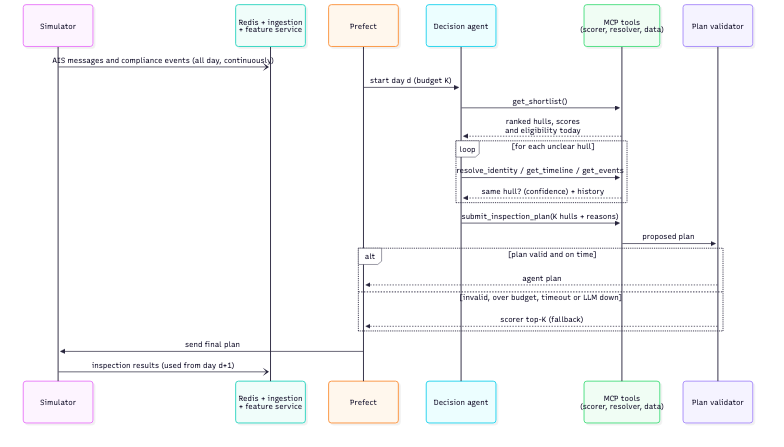 Simulator
Redis + ingestion
+ feature service
Prefect
Decision agent
MCP tools
(scorer, resolver, data)
Plan validator
AIS messages and compliance events (all day, continuously)
start day d (budget K)
get_shortlist()
ranked hulls, scores
and eligibility today
loop
[for each unclear hull]
resolve_identity / get_timeline / get_events
same hull? (confidence) + history
submit_inspection_plan(K hulls + reasons)
proposed plan
alt
[plan valid and on time]
agent plan
[invalid, over budget, timeout or LLM down]
scorer top-K (fallback)
send final plan
inspection results (used from day d+1)
Simulator
Redis + ingestion
+ feature service
Prefect
Decision agent
MCP tools
(scorer, resolver, data)
Plan validator